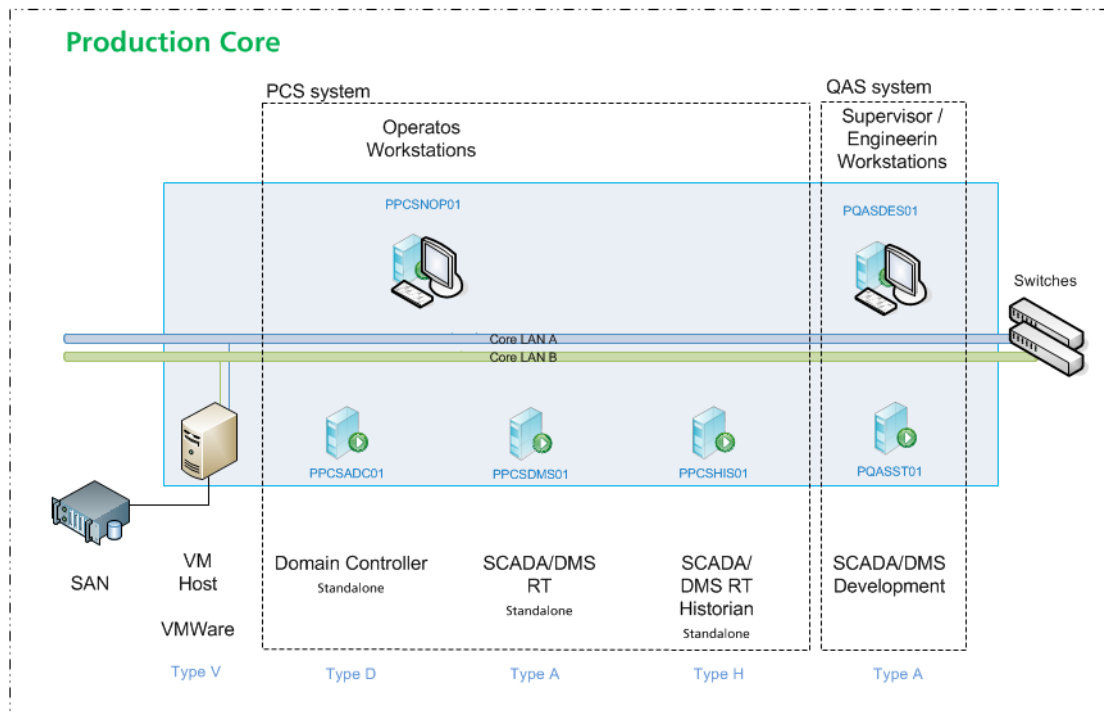 Production Core
PCS system
QAS system
Operatos
Workstations
Supervisor /
Engineerin
Workstations
PPCSNOP01
PQASDES01
Switches
Core LAN A
Core LAN B
PPCSADC01
PPCSDMS01
PPCSHIS01
PQASST01
SAN
VM
Host
VMWare
Domain Controller
Standalone
SCADA/DMS
RT
Standalone
SCADA/
DMS RT
Historian
Standalone
SCADA/DMS
Development
Type V
Type D
Type A
Type H
Type A